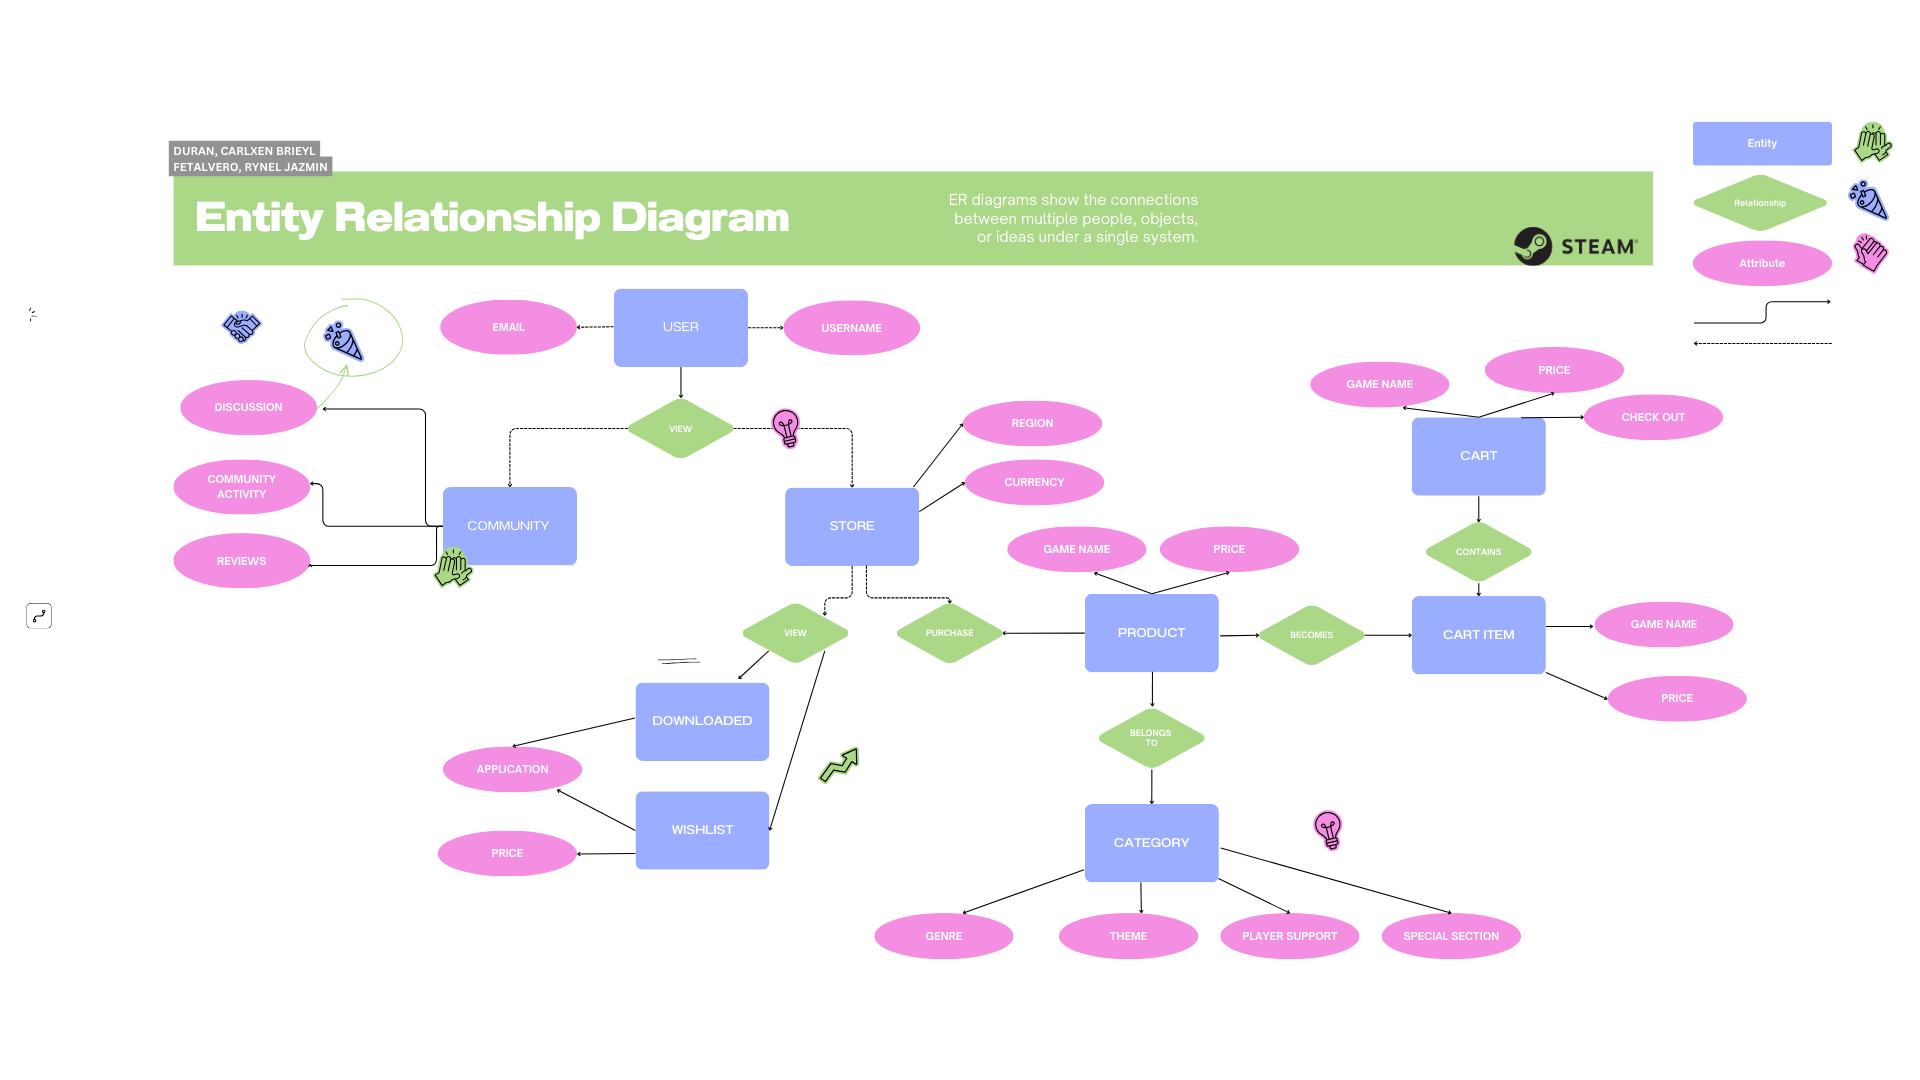 DURAN, CARLXEN BRIEYL
FETALVERO, RYNEL JAZMIN
Entity Relationship Diagram
ER diagrams show the connections
between multiple people, objects,
or ideas under a single system.
STEAM®
Entity
Relationship
Attribute
EMAIL
USER
USERNAME
VIEW
DISCUSSION
COMMUNITY
ACTIVITY
REVIEWS
COMMUNITY
STORE
REGION
CURRENCY
VIEW
PURCHASE
DOWNLOADED
APPLICATION
WISHLIST
PRICE
GAME NAME
PRICE
PRODUCT
BECOMES
BELONGS
TO
CATEGORY
GENRE
THEME
PLAYER SUPPORT
SPECIAL SECTION
GAME NAME
PRICE
CHECK OUT
CART
CONTAINS
CART ITEM
GAME NAME
PRICE